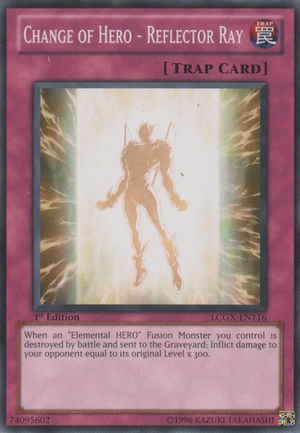 CHANGE OF HERO - REFLECTOR RAY
TRAP
罠
[TRAP CARD]
1st Edition
LCGX-EN116
When an "Elemental HERO" Fusion Monster you control is
destroyed by battle and sent to the Graveyard: Inflict damage to
your opponent equal to its original Level x 300.
74095602
©1996 KAZUKI TAKAHASHI